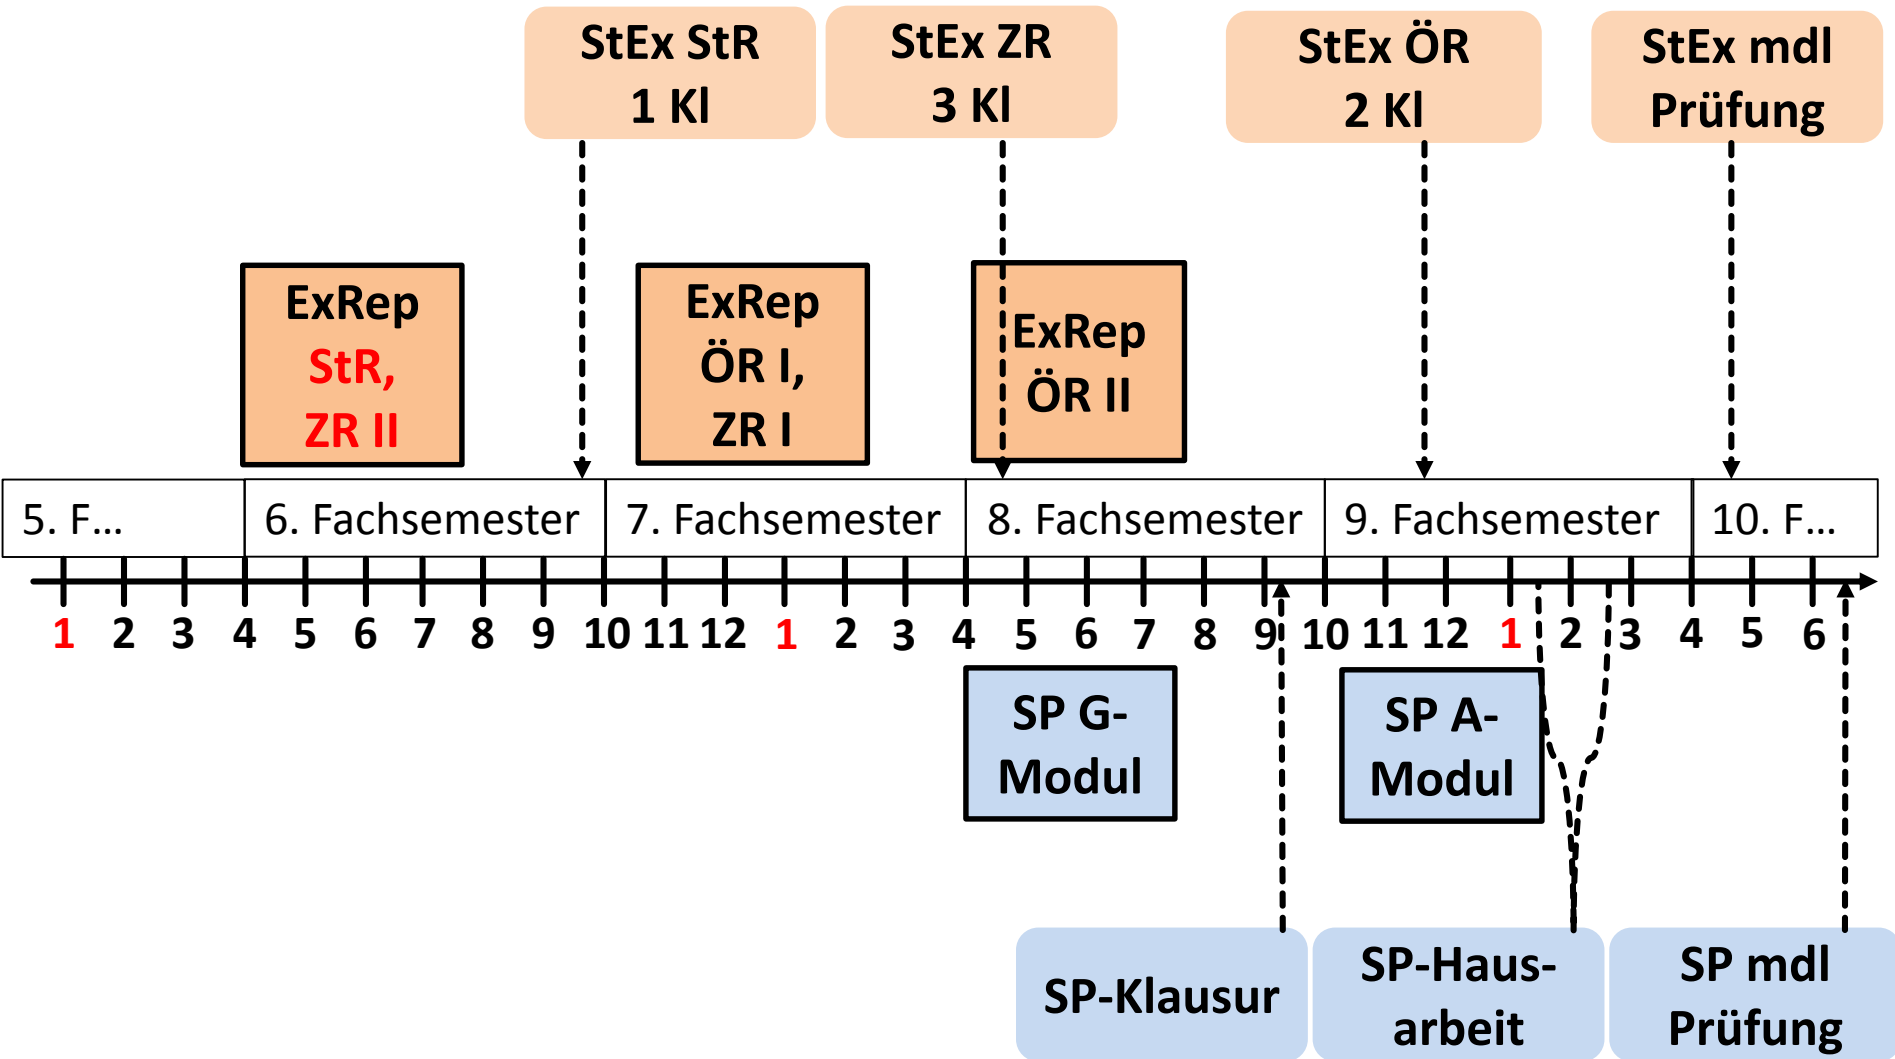 StEx StR
1 Kl
StEx ZR
3 Kl
StEx ÖR
2 Kl
StEx mdl
Prüfung
ExRep
StR,
ZR II
ExRep
ÖR I,
ZR I
ExRep
ÖR II
5. F...
6. Fachsemester
7. Fachsemester
8. Fachsemester
9. Fachsemester
10. F...
1 2 3 4 5 6 7 8 9 10 11 12 1 2 3 4 5 6 7 8 9 10 11 12 1 2 3 4 5 6
SP G-
Modul
SP A-
Modul
SP-Klausur
SP-Haus-
arbeit
SP mdl
Prüfung